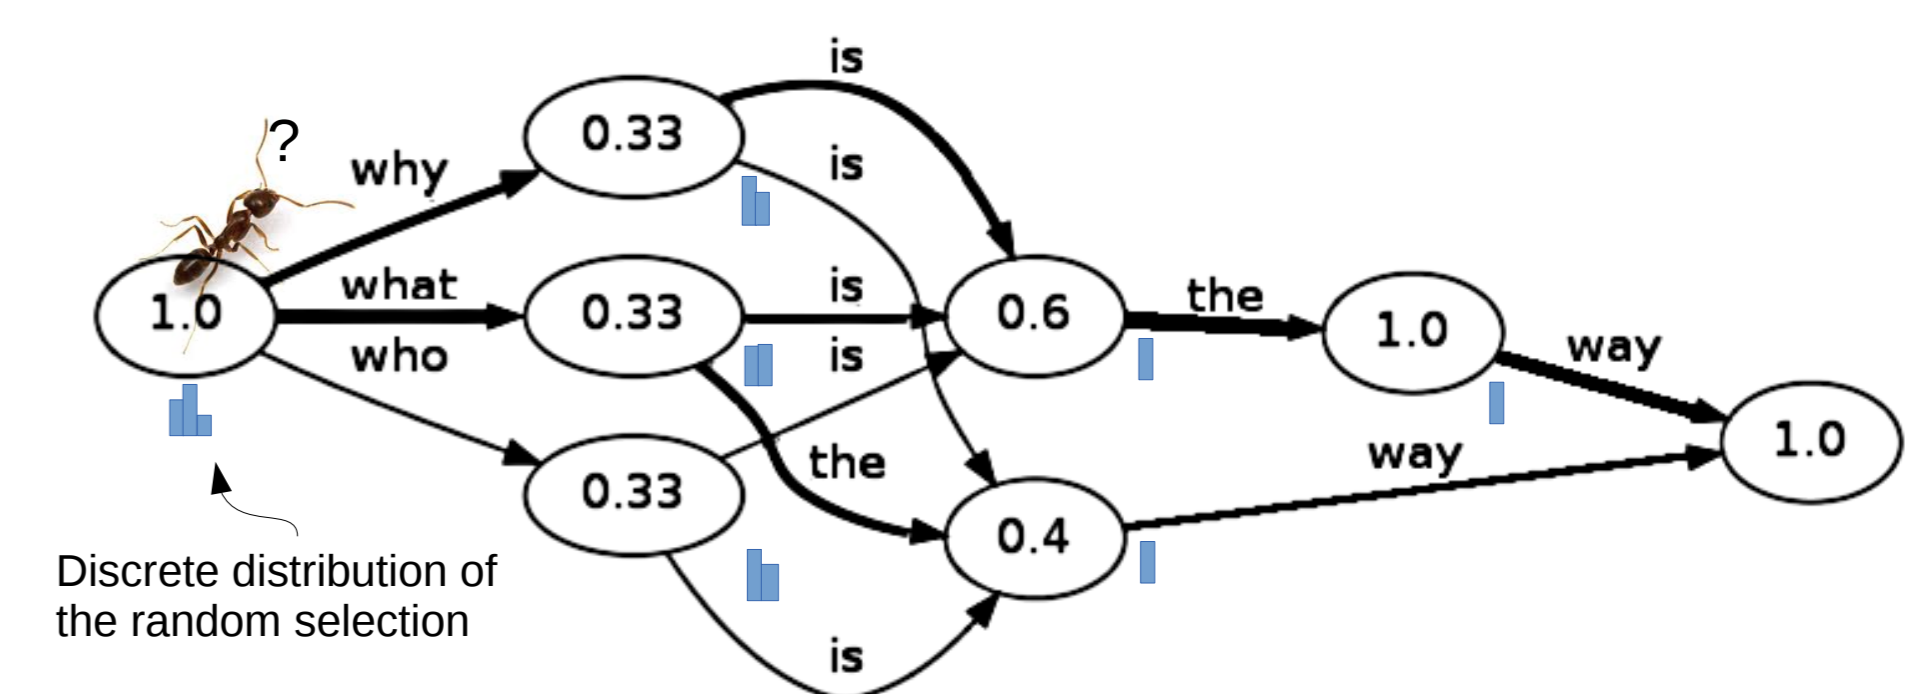 is
?
why
0.33
is
what
is
1.0
0.33
0.6
the
1.0
way
who
is
1.0
the
way
0.33
0.4
Discrete distribution of
the random selection
is